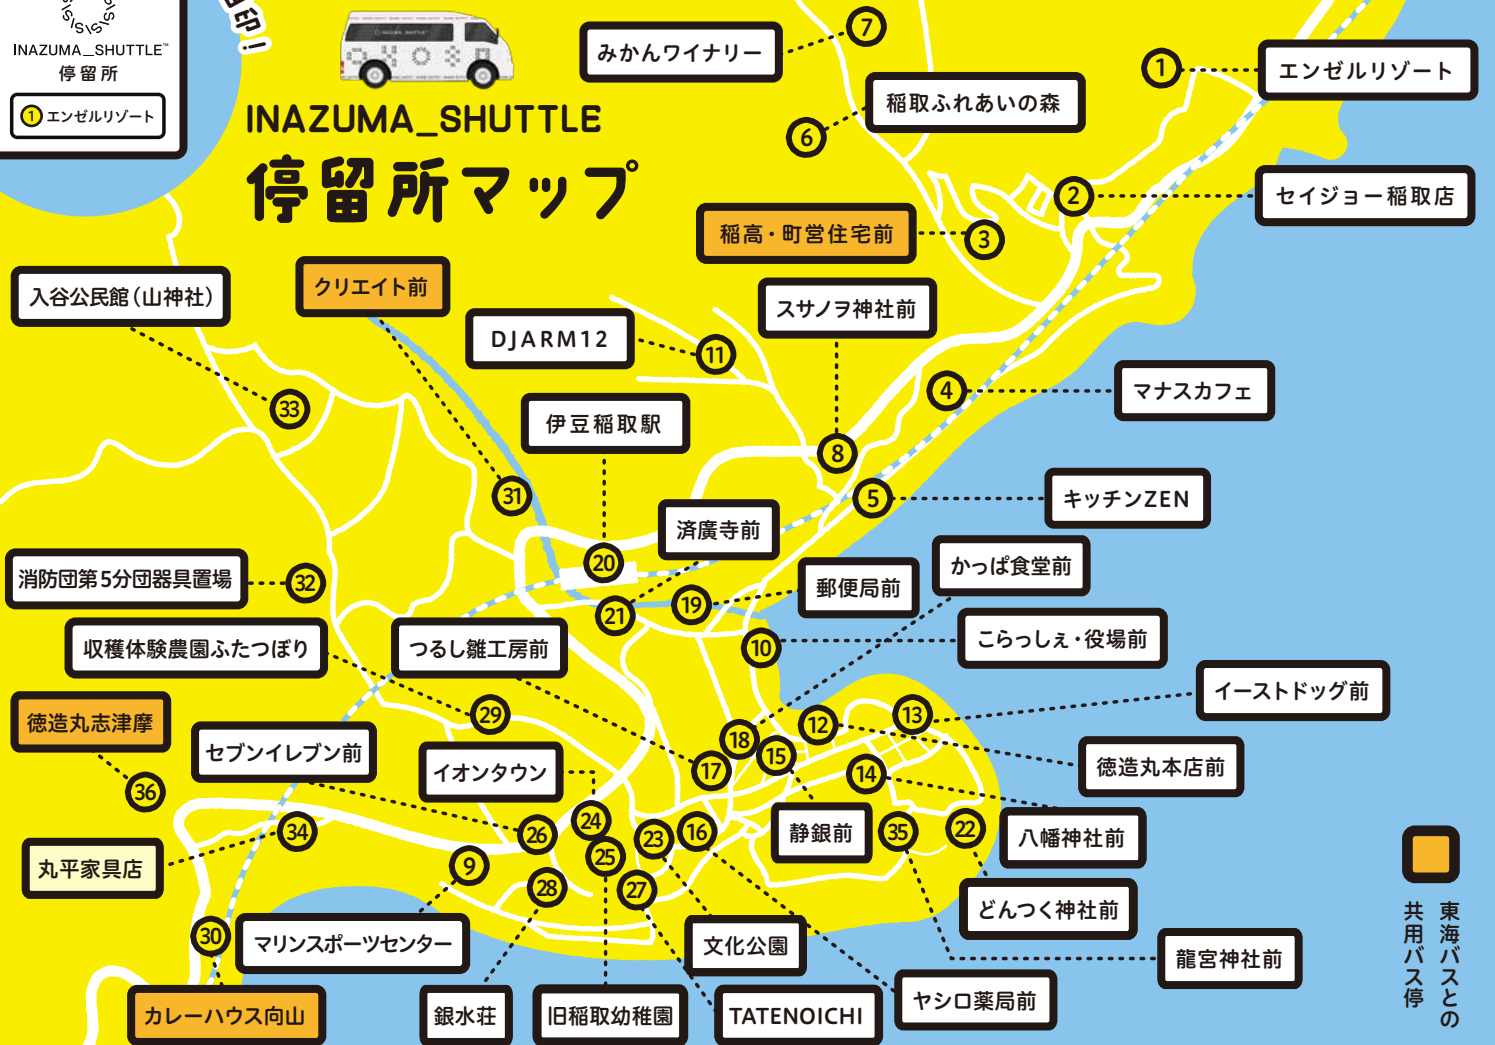 印！
INAZUMA_SHUTTLE™
停留所
1 エンゼルリゾート
INAZUMA_SHUTTLE
停留所マップ
みかんワイナリー
7
1
エンゼルリゾート
稲取ふれあいの森
6
2
セイジョー稲取店
稲高・町営住宅前
3
入谷公民館（山神社）
クリエイト前
スサノヲ神社前
DJARM12
11
33
4
マナスカフェ
伊豆稲取駅
8
31
5
キッチンZEN
済廣寺前
20
かっぱ食堂前
消防団第5分団器具置場
32
21
19
郵便局前
収穫体験農園ふたつぼり
つるし雛工房前
10
こらっしぇ・役場前
イーストドッグ前
徳造丸志津摩
29
18
12
13
セブンイレブン前
イオンタウン
17
15
14
徳造丸本店前
36
34
26
24
23
16
静銀前
35
22
八幡神社前
丸平家具店
9
25
28
27
どんつく神社前
30
マリンスポーツセンター
文化公園
龍宮神社前
カレーハウス向山
銀水荘
旧稲取幼稚園
TATENOICHI
ヤシロ薬局前
東海バスとの
共用バス停